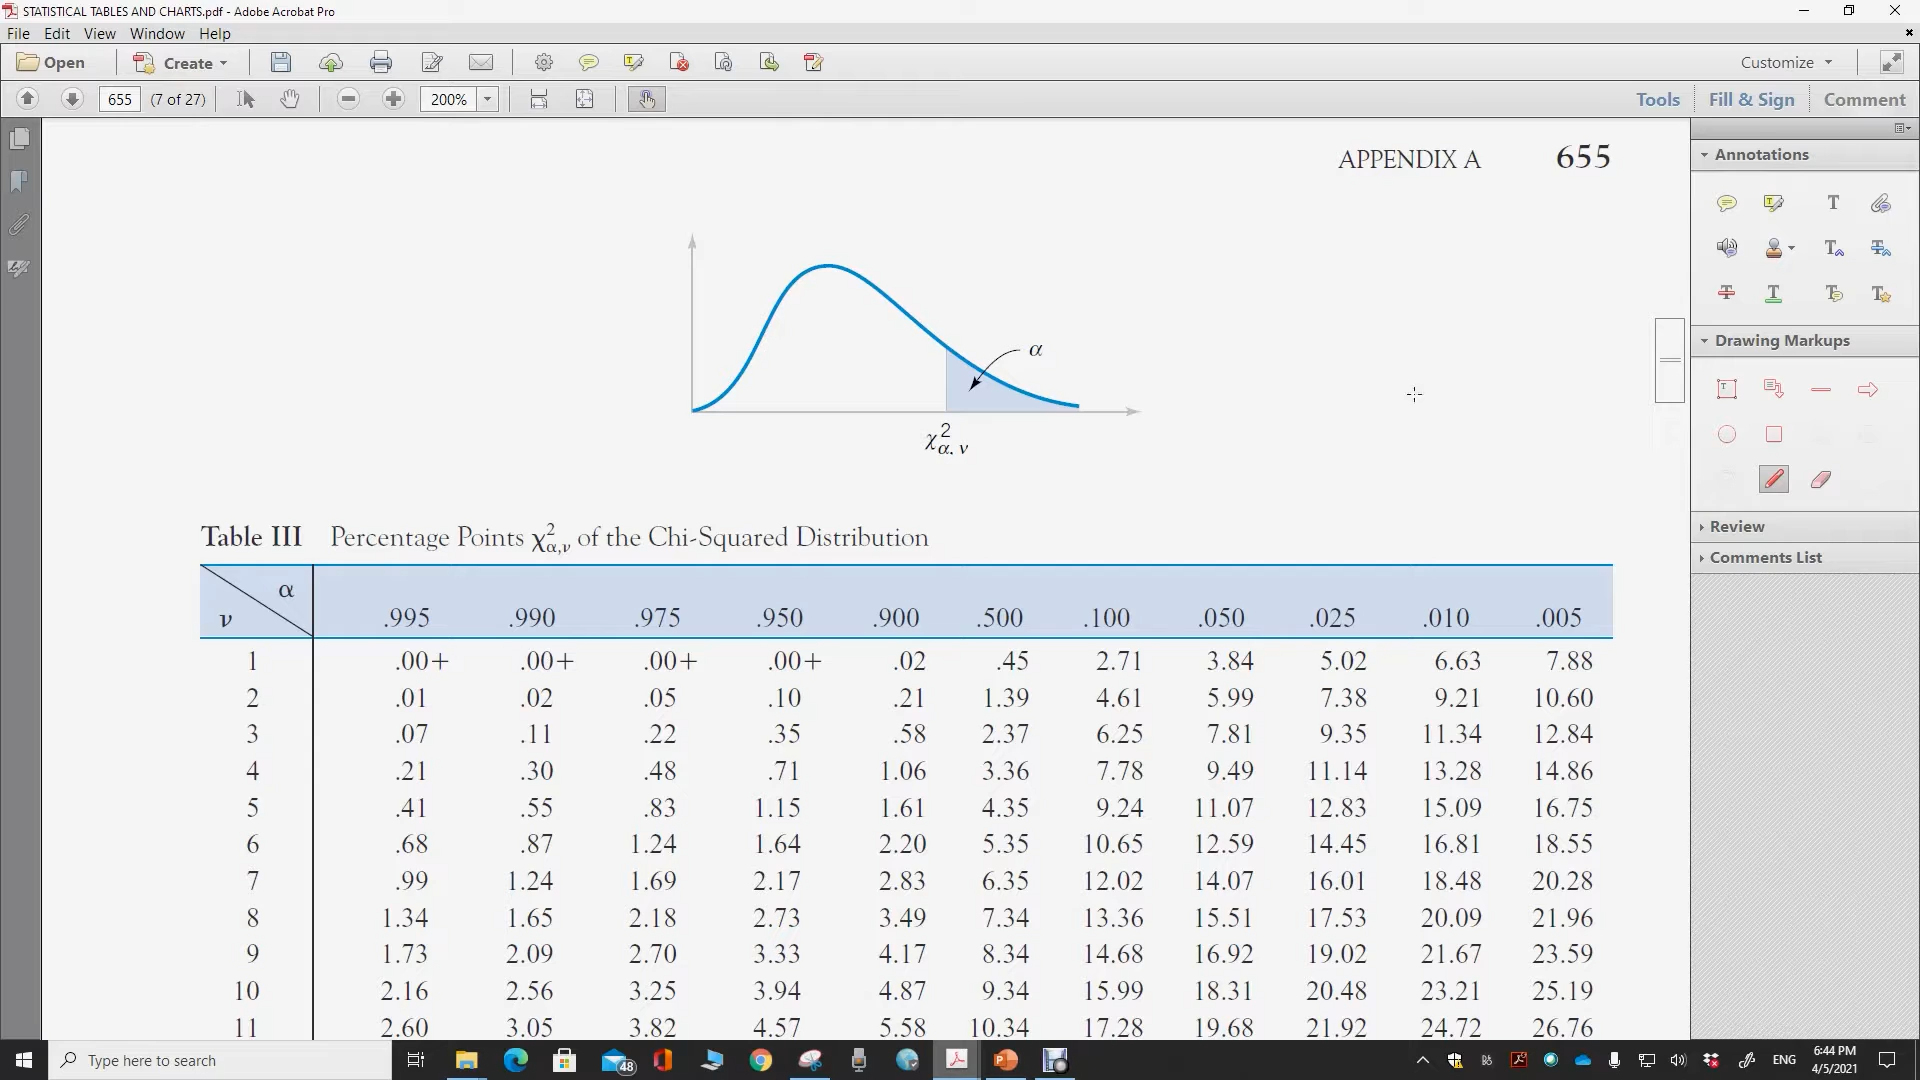 STATISTICAL TABLES AND CHARTS.pdf - Adobe Acrobat Pro
File Edit View Window Help
Open Create Customize
655 (7 of 27) 200% Tools Fill & Sign Comment
APPENDIX A 655
α
χ²α, ν
Table III Percentage Points χ²α,ν of the Chi-Squared Distribution
α
ν .995 .990 .975 .950 .900 .500 .100 .050 .025 .010 .005
1 .00+ .00+ .00+ .00+ .02 .45 2.71 3.84 5.02 6.63 7.88
2 .01 .02 .05 .10 .21 1.39 4.61 5.99 7.38 9.21 10.60
3 .07 .11 .22 .35 .58 2.37 6.25 7.81 9.35 11.34 12.84
4 .21 .30 .48 .71 1.06 3.36 7.78 9.49 11.14 13.28 14.86
5 .41 .55 .83 1.15 1.61 4.35 9.24 11.07 12.83 15.09 16.75
6 .68 .87 1.24 1.64 2.20 5.35 10.65 12.59 14.45 16.81 18.55
7 .99 1.24 1.69 2.17 2.83 6.35 12.02 14.07 16.01 18.48 20.28
8 1.34 1.65 2.18 2.73 3.49 7.34 13.36 15.51 17.53 20.09 21.96
9 1.73 2.09 2.70 3.33 4.17 8.34 14.68 16.92 19.02 21.67 23.59
10 2.16 2.56 3.25 3.94 4.87 9.34 15.99 18.31 20.48 23.21 25.19
11 2.60 3.05 3.82 4.57 5.58 10.34 17.28 19.68 21.92 24.72 26.76
Annotations
Drawing Markups
Review
Comments List
Type here to search
48
ENG
6:44 PM
4/5/2021